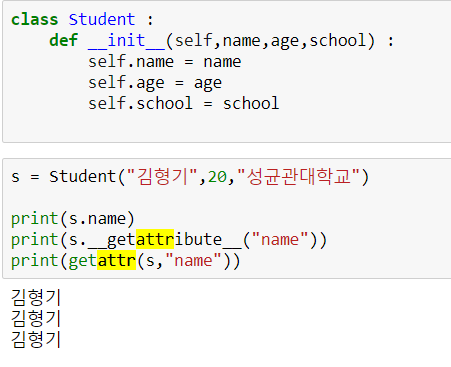 class Student :
    def __init__(self,name,age,school) :
        self.name = name
        self.age = age
        self.school = school
s = Student("김형기",20,"성균관대학교")
print(s.name)
print(s.__getattribute__("name"))
print(getattr(s,"name"))
김형기
김형기
김형기